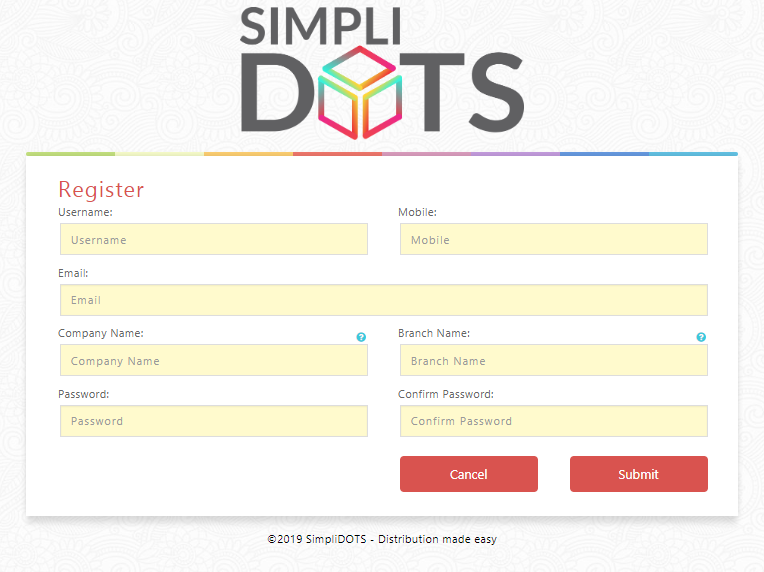 SIMPLI
DOTS
Register
Username: Mobile:
Username Mobile
Email:
Email
Company Name: Branch Name:
Company Name Branch Name
Password: Confirm Password:
Password Confirm Password
Cancel Submit
©2019 SimpliDOTS - Distribution made easy